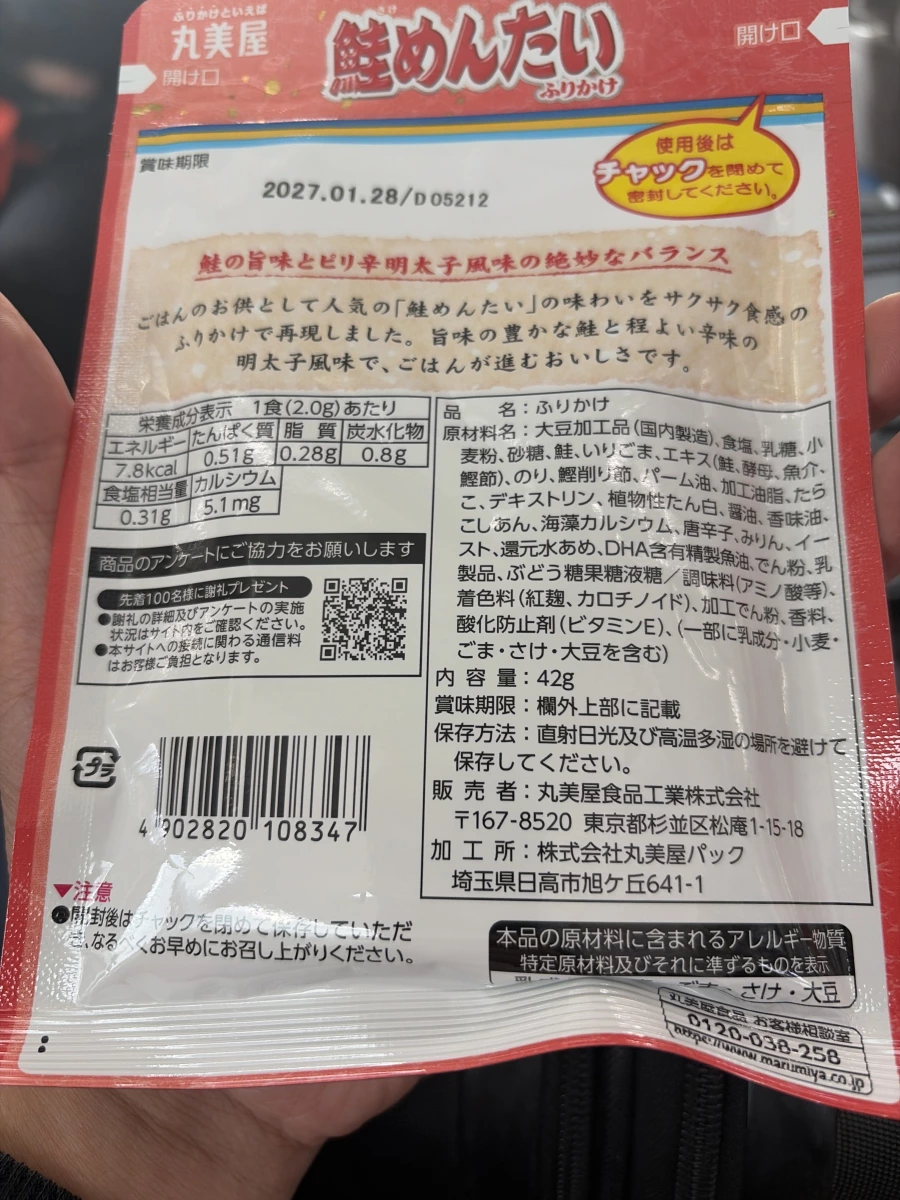 ふりかけといえば
丸美屋
開け口
さけ
鮭めんたい
ふりかけ
開け口
使用後は
チャックを閉めて
密封してください。
賞味期限
2027.01.28/D05212
鮭の旨味とピリ辛明太子風味の絶妙なバランス
ごはんのお供として人気の「鮭めんたい」の味わいをサクサク食感の
ふりかけで再現しました。旨味の豊かな鮭と程よい辛味の
明太子風味で、ごはんが進むおいしさです。
栄養成分表示 1食(2.0g)あたり
エネルギー たんぱく質 脂質 炭水化物
7.8kcal 0.51g 0.28g 0.8g
食塩相当量 カルシウム
0.31g 5.1mg
商品のアンケートにご協力をお願いします
先着100名様に謝礼プレゼント
●謝礼の詳細及びアンケートの実施
状況はサイト内をご確認ください。
●本サイトへの接続に関わる通信料
はお客様ご負担となります。
プラ
4 902820 108347
▼注意
●開封後はチャックを閉めて保存していただ
き、なるべくお早めにお召し上がりください。
品名:ふりかけ
原材料名:大豆加工品(国内製造)、食塩、乳糖、小
麦粉、砂糖、鮭、いりごま、エキス(鮭、酵母、魚介、
鰹節)、のり、鰹削り節、パーム油、加工油脂、たら
こ、デキストリン、植物性たん白、醤油、香味油、
こしあん、海藻カルシウム、唐辛子、みりん、イー
スト、還元水あめ、DHA含有精製魚油、でん粉、乳
製品、ぶどう糖果糖液糖/調味料(アミノ酸等)、
着色料(紅麹、カロチノイド)、加工でん粉、香料、
酸化防止剤(ビタミンE)、(一部に乳成分・小麦・
ごま・さけ・大豆を含む)
内容量:42g
賞味期限:欄外上部に記載
保存方法:直射日光及び高温多湿の場所を避けて
保存してください。
販売者:丸美屋食品工業株式会社
〒167-8520 東京都杉並区松庵1-15-18
加工所:株式会社丸美屋パック
埼玉県日高市旭ケ丘641-1
本品の原材料に含まれるアレルギー物質
特定原材料及びそれに準ずるものを表示
さけ・大豆
丸美屋食品 お客様相談室
0120-038-258
https://www.marumiya.co.jp